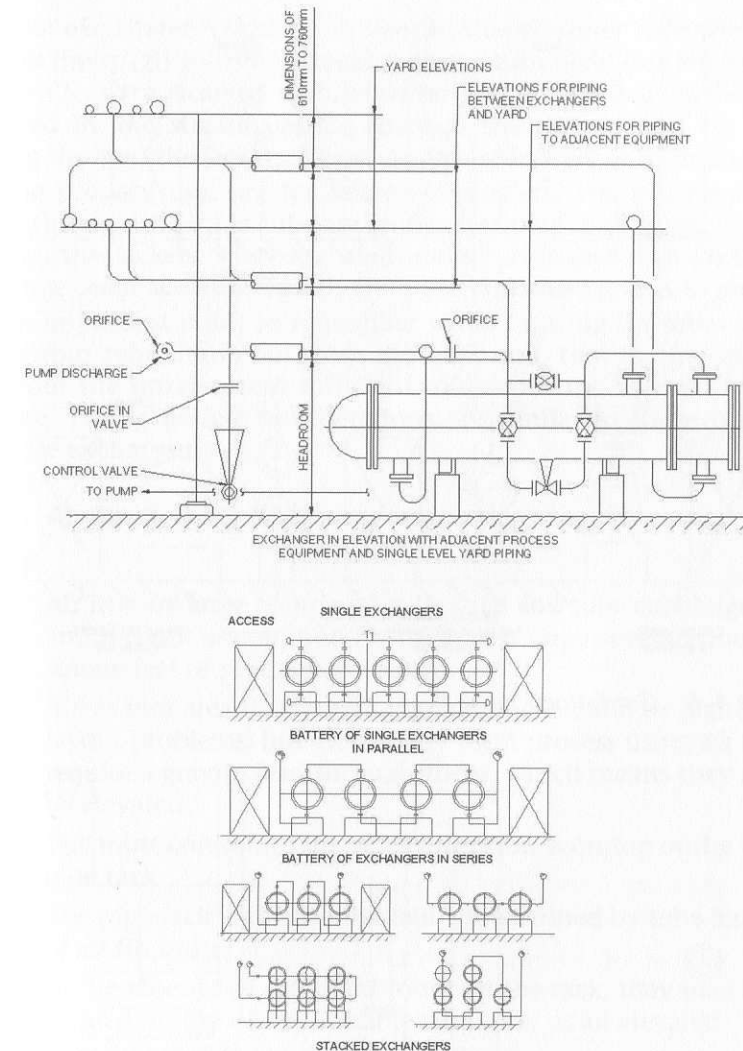 DIMENSIONS OF
610mm TO 760mm
YARD ELEVATIONS
ELEVATIONS FOR PIPING
BETWEEN EXCHANGERS
AND YARD
ELEVATIONS FOR PIPING
TO ADJACENT EQUIPMENT
ORIFICE
PUMP DISCHARGE
ORIFICE IN
VALVE
CONTROL VALVE
TO PUMP
HEADROOM
ORIFICE
EXCHANGER IN ELEVATION WITH ADJACENT PROCESS
EQUIPMENT AND SINGLE LEVEL YARD PIPING
SINGLE EXCHANGERS
ACCESS
BATTERY OF SINGLE EXCHANGERS
IN PARALLEL
BATTERY OF EXCHANGERS IN SERIES
STACKED EXCHANGERS